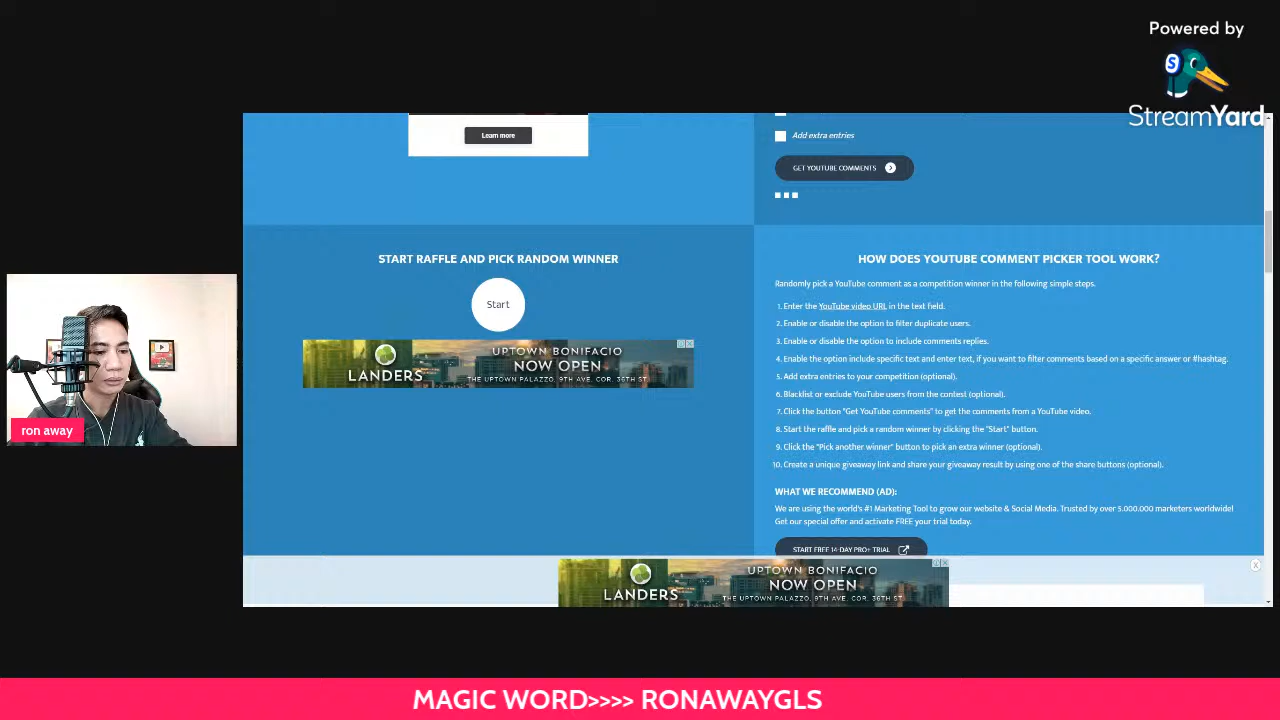 Powered by
StreamYard
Learn more
Add extra entries
GET YOUTUBE COMMENTS
START RAFFLE AND PICK RANDOM WINNER
Start
LANDERS
UPTOWN BONIFACIO
NOW OPEN
THE UPTOWN PALAZZO, 9TH AVE, COR. 36TH ST
HOW DOES YOUTUBE COMMENT PICKER TOOL WORK?
Randomly pick a YouTube comment as a competition winner in the following simple steps.
1. Enter the YouTube video URL in the text field.
2. Enable or disable the option to filter duplicate users.
3. Enable or disable the option to include comments replies.
4. Enable the option include specific text and enter text, if you want to filter comments based on a specific answer or #hashtag.
5. Add extra entries to your competition (optional).
6. Blacklist or exclude YouTube users from the contest (optional).
7. Click the button "Get YouTube comments" to get the comments from a YouTube video.
8. Start the raffle and pick a random winner by clicking the "Start" button.
9. Click the "Pick another winner" button to pick an extra winner (optional).
10. Create a unique giveaway link and share your giveaway result by using one of the share buttons (optional).
WHAT WE RECOMMEND (AD):
We are using the world's #1 Marketing Tool to grow our website & Social Media. Trusted by over 5.000.000 marketers worldwide!
Get our special offer and activate FREE your trial today.
START FREE 14-DAY PRO+ TRIAL
LANDERS
UPTOWN BONIFACIO
NOW OPEN
THE UPTOWN PALAZZO, 9TH AVE, COR. 36TH ST
ron away
MAGIC WORD>>>> RONAWAYGLS